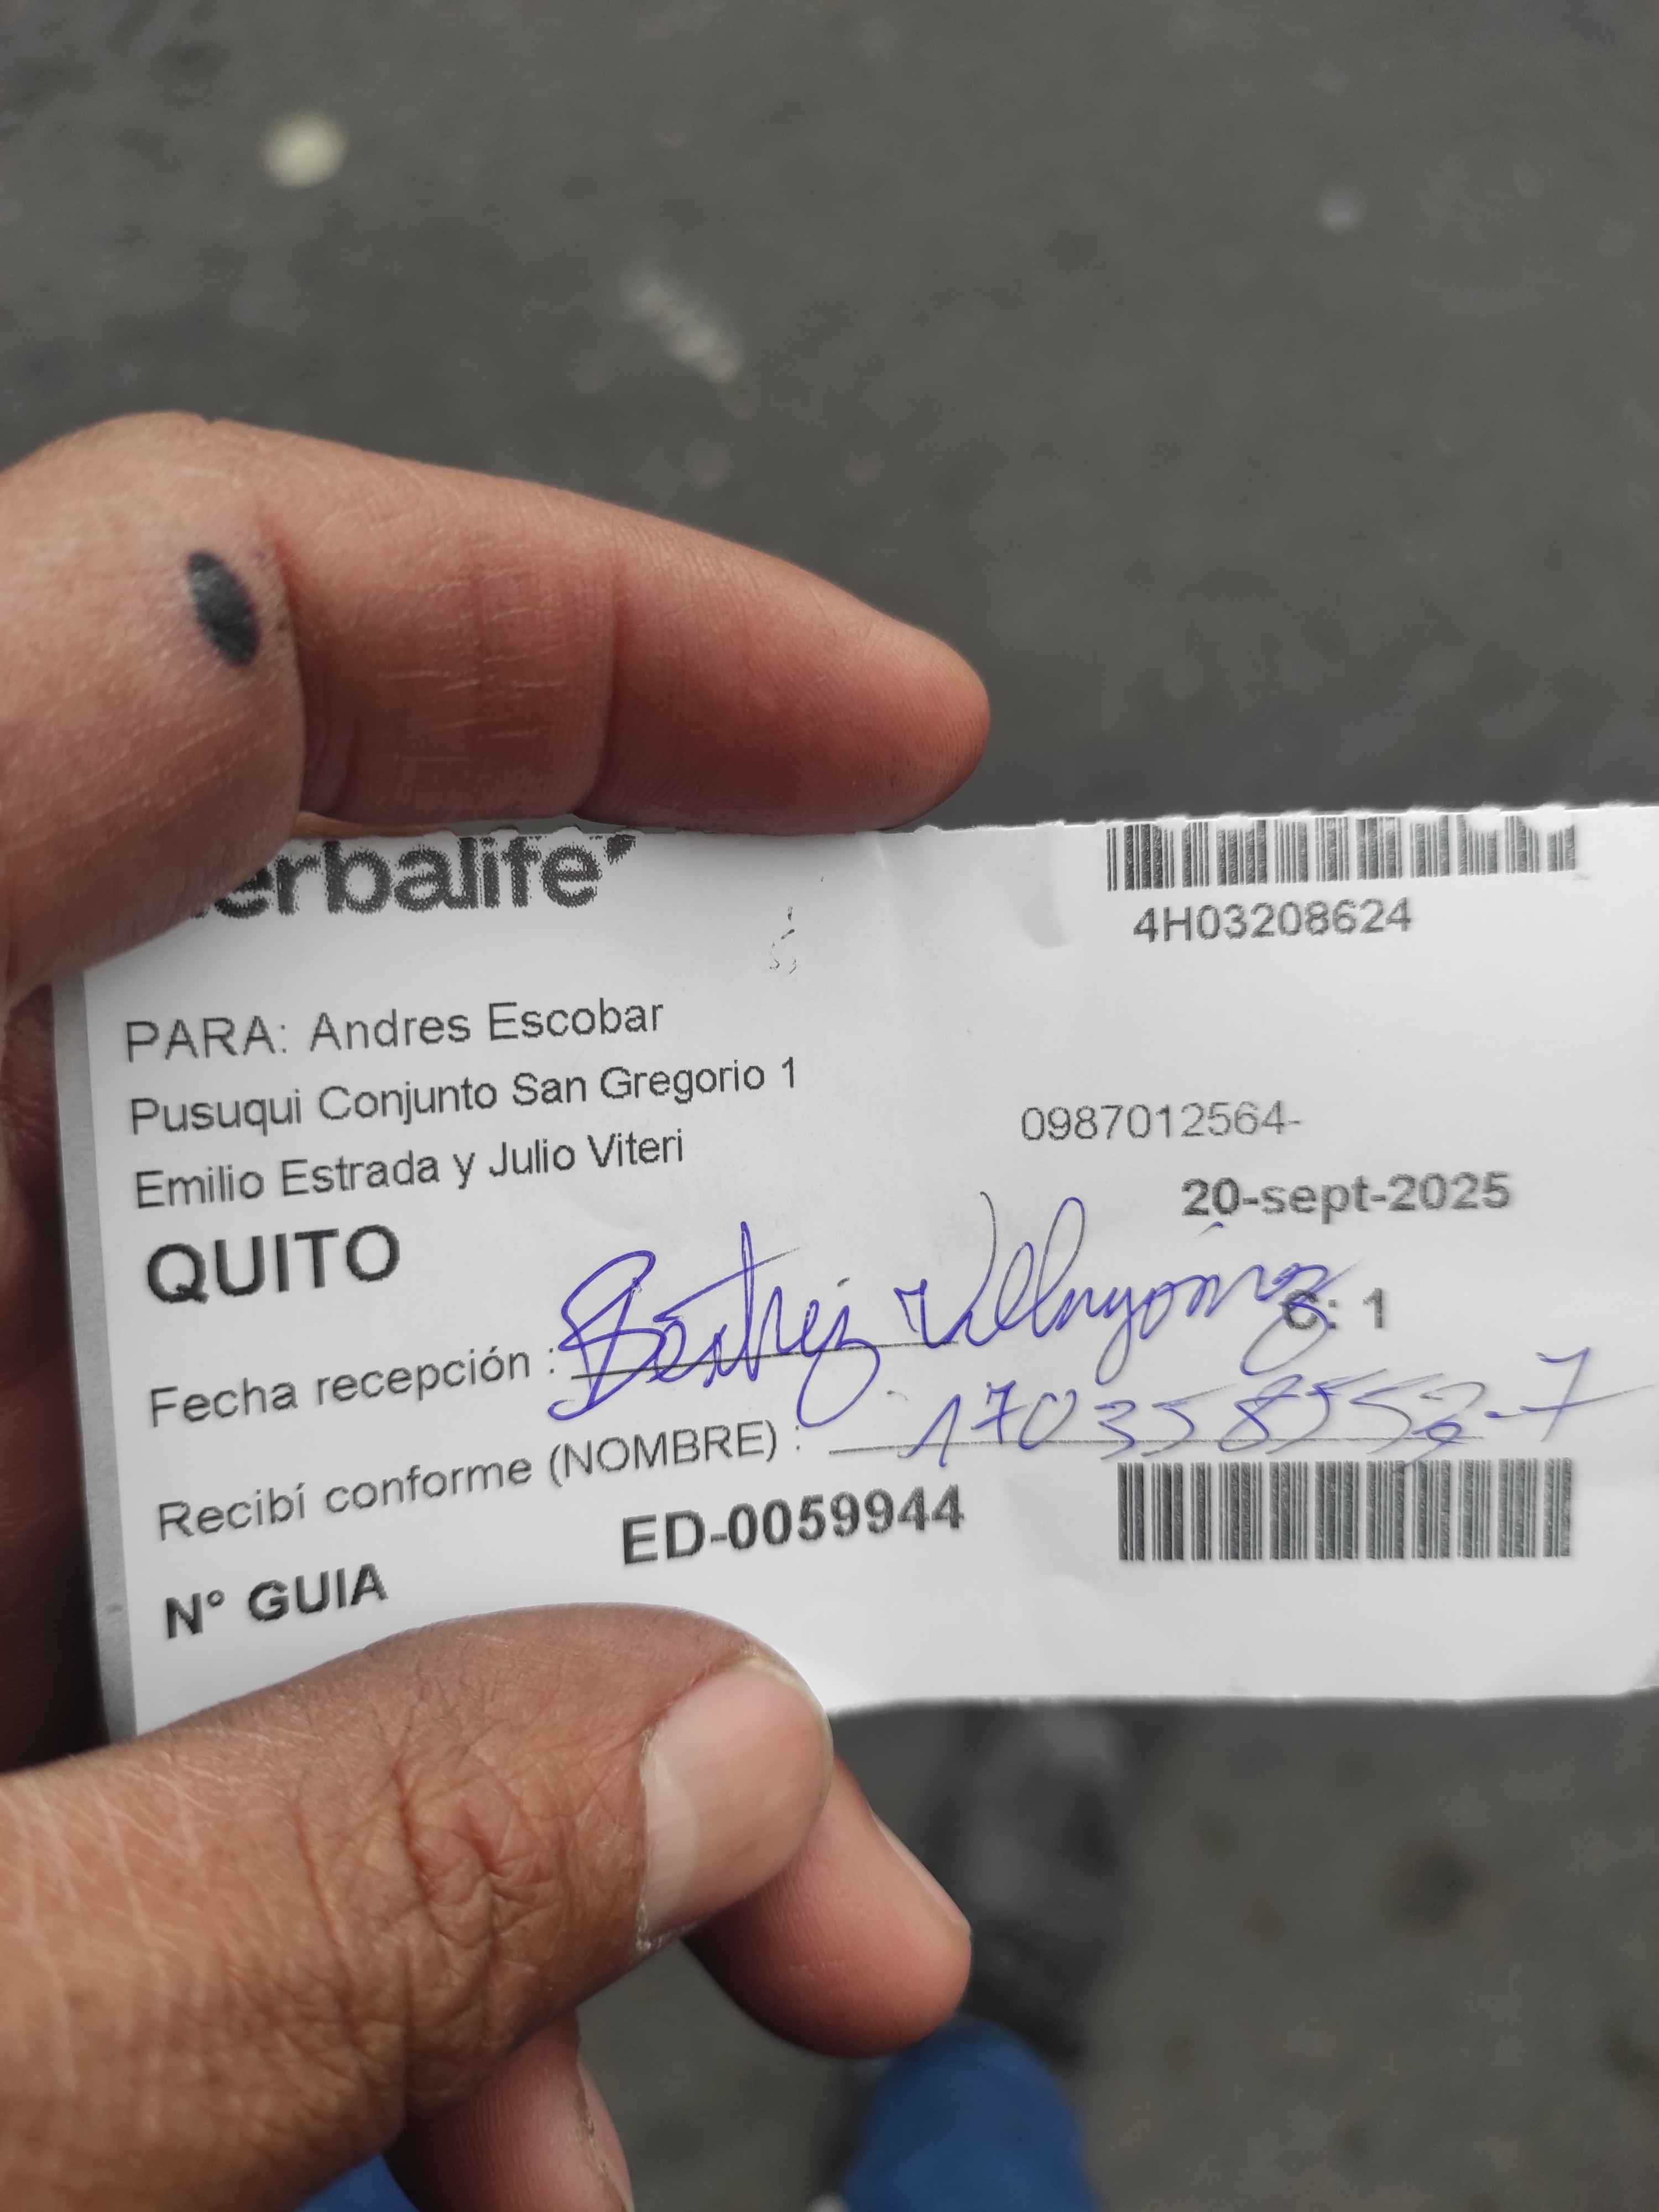 erbalife
4H03208624
PARA: Andres Escobar
Pusuqui Conjunto San Gregorio 1
0987012564-
Emilio Estrada y Julio Viteri
20-sept-2025
QUITO
C: 1
Fecha recepción : Beatriz
Recibí conforme (NOMBRE) :
ED-0059944
N° GUIA